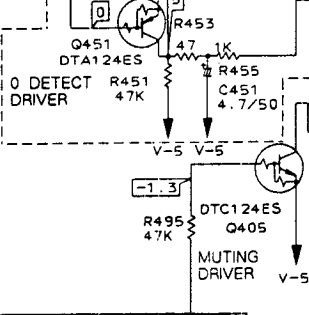 0
R453
Q451
DTA124ES
47
1K
0 DETECT
DRIVER
R451
47K
R455
C451
4.7/50
V-5
V-5
-1.3
DTC124ES
Q405
R495
47K
MUTING
DRIVER
V-5